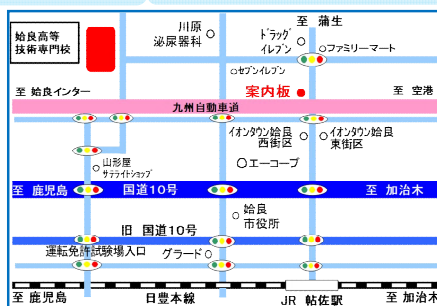 至 蒲生
川原
泌尿器科
ドラッグ
イレブン
ファミリーマート
姶良高等
技術専門校
セブンイレブン
至 姶良インター
案内板
至 空港
九州自動車道
イオンタウン姶良
西街区
イオンタウン姶良
東街区
山形屋
サテライトショップ
エーコープ
至 鹿児島
国道10号
至 加治木
姶良
市役所
旧 国道10号
運転免許試験場入口
グラード
至 鹿児島
日豊本線
JR 帖佐駅
至 加治木